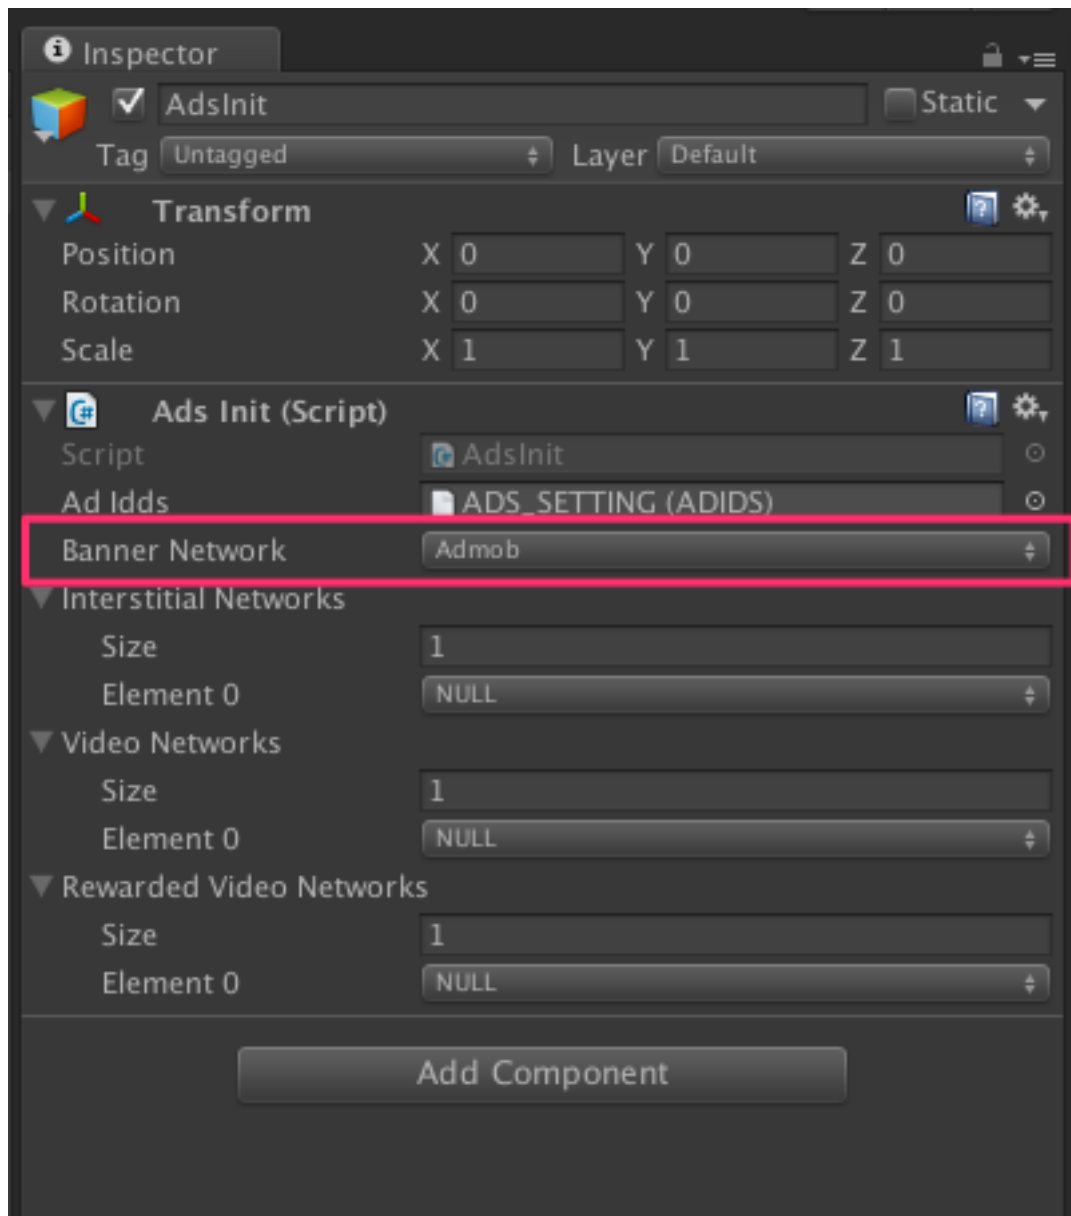 Inspector
AdsInit Static
Tag Untagged Layer Default
Transform
Position X 0 Y 0 Z 0
Rotation X 0 Y 0 Z 0
Scale X 1 Y 1 Z 1
Ads Init (Script)
Script AdsInit
Ad Idds ADS_SETTING (ADIDS)
Banner Network Admob
Interstitial Networks
Size 1
Element 0 NULL
Video Networks
Size 1
Element 0 NULL
Rewarded Video Networks
Size 1
Element 0 NULL
Add Component